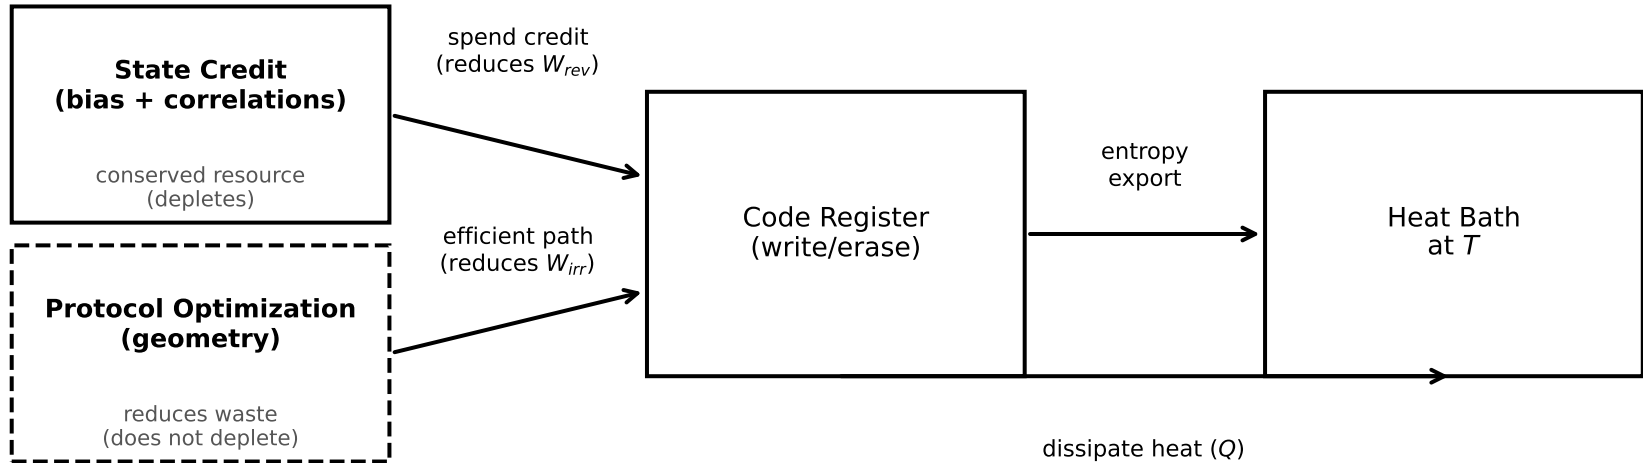 State Credit
(bias + correlations)
conserved resource
(depletes)
spend credit
(reduces W_rev)
Protocol Optimization
(geometry)
reduces waste
(does not deplete)
efficient path
(reduces W_irr)
Code Register
(write/erase)
entropy
export
Heat Bath
at T
dissipate heat (Q)